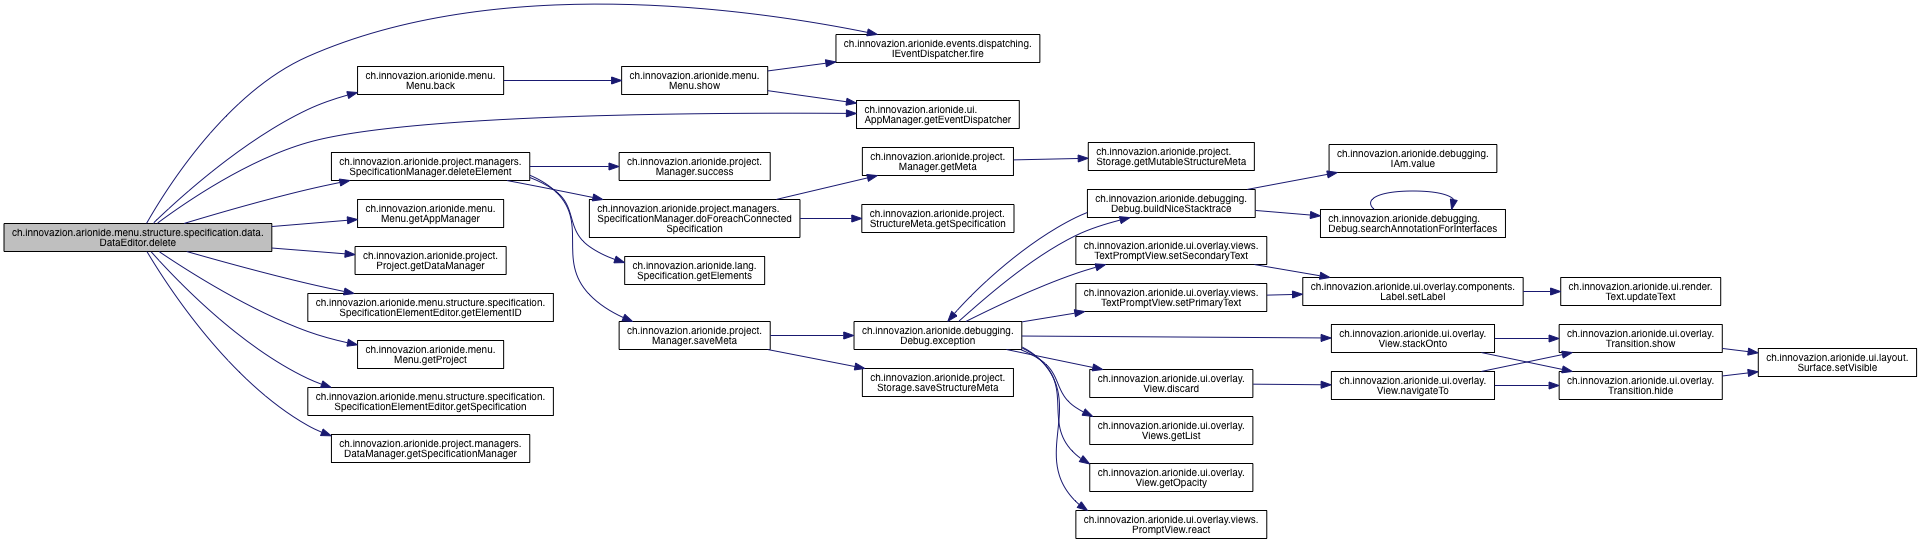 ch.innovazion.arionide.menu.structure.specification.data.
DataEditor.delete
ch.innovazion.arionide.menu.
Menu.back
ch.innovazion.arionide.project.managers.
SpecificationManager.deleteElement
ch.innovazion.arionide.menu.
Menu.getAppManager
ch.innovazion.arionide.project.
Project.getDataManager
ch.innovazion.arionide.menu.structure.specification.
SpecificationElementEditor.getElementID
ch.innovazion.arionide.menu.
Menu.getProject
ch.innovazion.arionide.menu.structure.specification.
SpecificationElementEditor.getSpecification
ch.innovazion.arionide.project.managers.
DataManager.getSpecificationManager
ch.innovazion.arionide.menu.
Menu.show
ch.innovazion.arionide.project.
Manager.success
ch.innovazion.arionide.project.managers.
SpecificationManager.doForeachConnected
Specification
ch.innovazion.arionide.lang.
Specification.getElements
ch.innovazion.arionide.project.
Manager.saveMeta
ch.innovazion.arionide.events.dispatching.
IEventDispatcher.fire
ch.innovazion.arionide.ui.
AppManager.getEventDispatcher
ch.innovazion.arionide.project.
Manager.getMeta
ch.innovazion.arionide.project.
StructureMeta.getSpecification
ch.innovazion.arionide.debugging.
Debug.exception
ch.innovazion.arionide.project.
Storage.saveStructureMeta
ch.innovazion.arionide.project.
Storage.getMutableStructureMeta
ch.innovazion.arionide.debugging.
Debug.buildNiceStacktrace
ch.innovazion.arionide.ui.overlay.views.
TextPromptView.setSecondaryText
ch.innovazion.arionide.ui.overlay.views.
TextPromptView.setPrimaryText
ch.innovazion.arionide.ui.overlay.
View.discard
ch.innovazion.arionide.ui.overlay.
Views.getList
ch.innovazion.arionide.ui.overlay.
View.getOpacity
ch.innovazion.arionide.ui.overlay.views.
PromptView.react
ch.innovazion.arionide.debugging.
IAm.value
ch.innovazion.arionide.debugging.
Debug.searchAnnotationForInterfaces
ch.innovazion.arionide.ui.overlay.components.
Label.setLabel
ch.innovazion.arionide.ui.overlay.
View.stackOnto
ch.innovazion.arionide.ui.overlay.
View.navigateTo
ch.innovazion.arionide.ui.render.
Text.updateText
ch.innovazion.arionide.ui.overlay.
Transition.show
ch.innovazion.arionide.ui.overlay.
Transition.hide
ch.innovazion.arionide.ui.layout.
Surface.setVisible